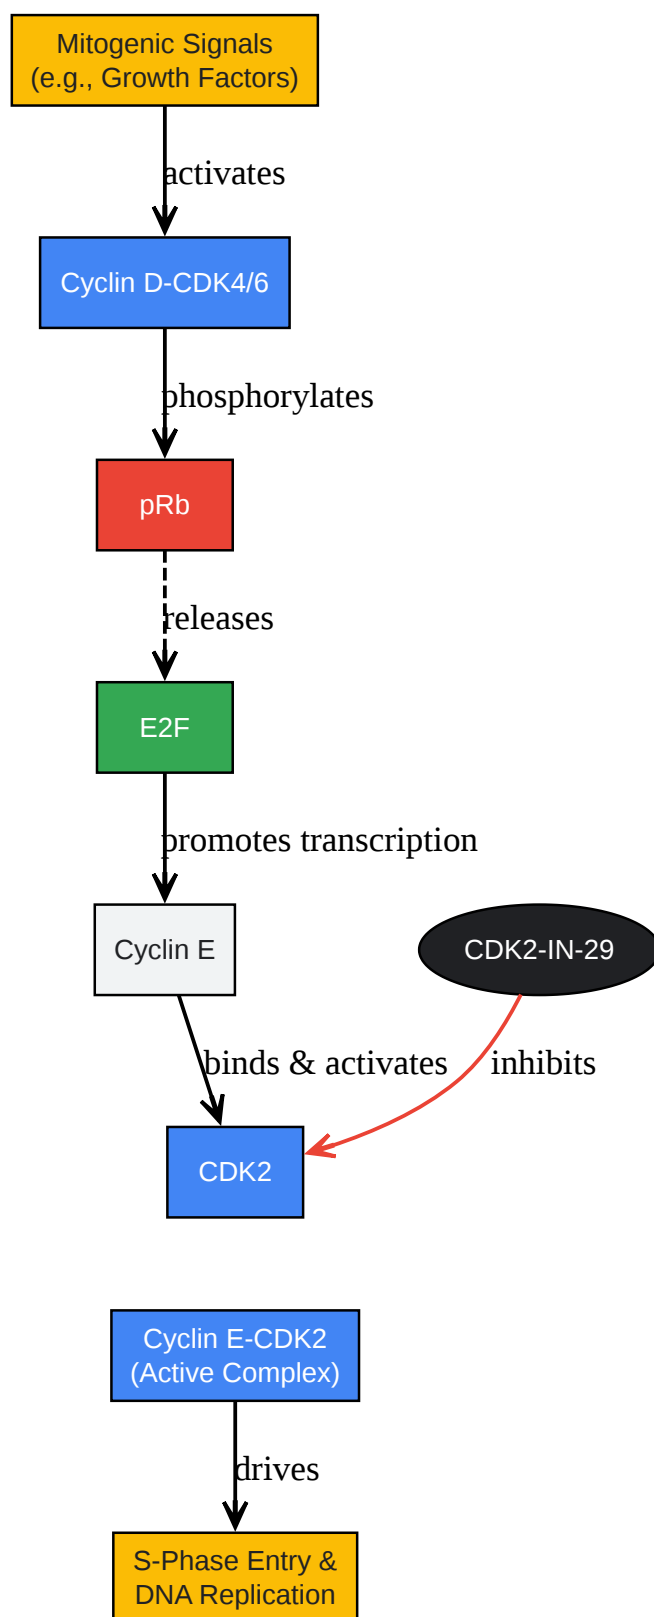 Mitogenic Signals
(e.g., Growth Factors)
activates
Cyclin D-CDK4/6
phosphorylates
pRb
releases
E2F
promotes transcription
Cyclin E
CDK2-IN-29
binds & activates
inhibits
CDK2
Cyclin E-CDK2
(Active Complex)
drives
S-Phase Entry &
DNA Replication